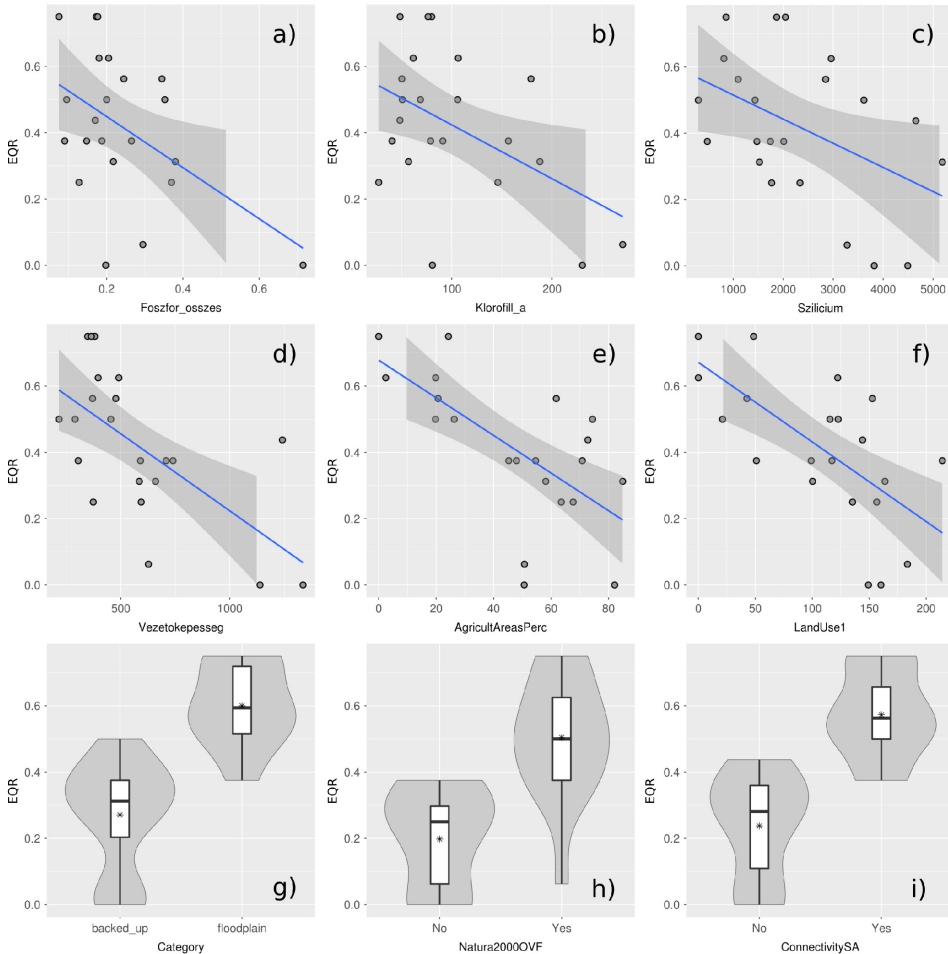 a)
EQR
0.6
0.4
0.2
0.0
0.2 0.4 0.6
Foszfor_osszes
b)
EQR
0.6
0.4
0.2
0.0
100 200
Klorofill_a
c)
EQR
0.6
0.4
0.2
0.0
1000 2000 3000 4000 5000
Szilicium
d)
EQR
0.6
0.4
0.2
0.0
500 1000
Vezetokepesseg
e)
EQR
0.6
0.4
0.2
0.0
0 20 40 60 80
AgricultAreasPerc
f)
EQR
0.6
0.4
0.2
0.0
0 50 100 150 200
LandUse1
g)
EQR
0.6
0.4
0.2
0.0
backed_up floodplain
Category
h)
EQR
0.6
0.4
0.2
0.0
No Yes
Natura2000OVF
i)
EQR
0.6
0.4
0.2
0.0
No Yes
ConnectivitySA